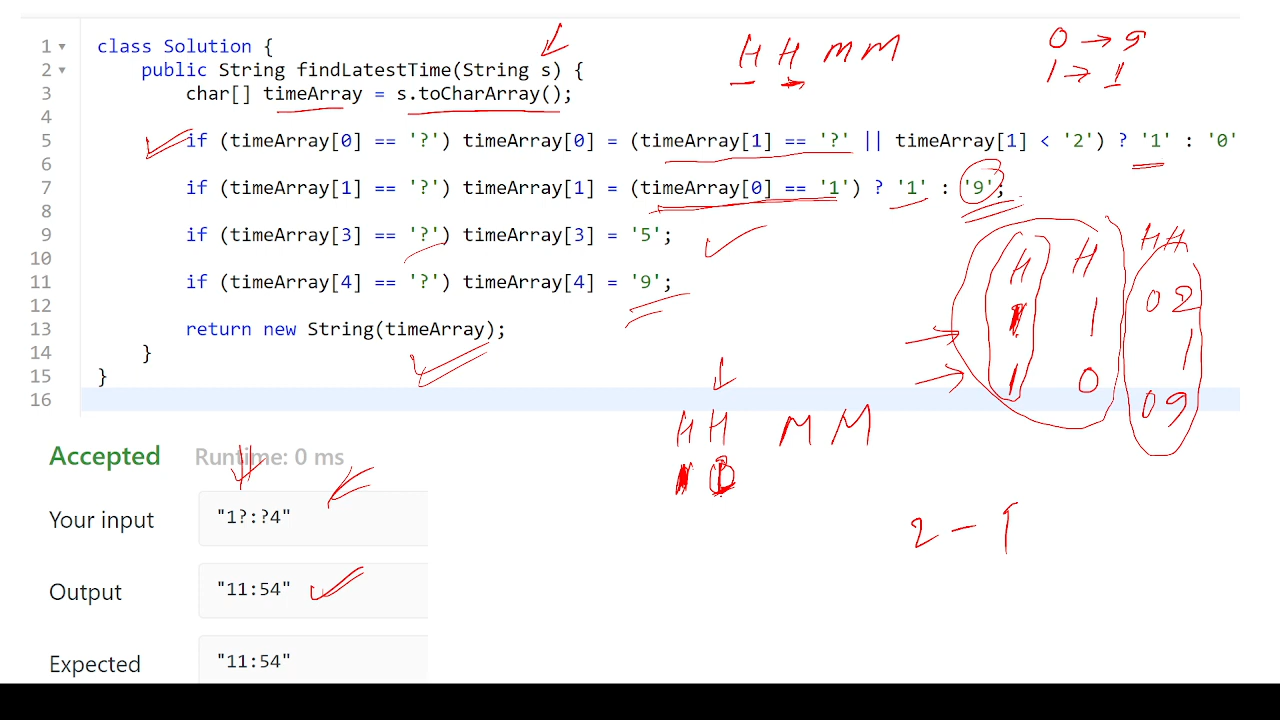 1 class Solution {
2 public String findLatestTime(String s) {
3 char[] timeArray = s.toCharArray();
4
5 if (timeArray[0] == '?') timeArray[0] = (timeArray[1] == '?' || timeArray[1] < '2') ? '1' : '0'
6
7 if (timeArray[1] == '?') timeArray[1] = (timeArray[0] == '1') ? '1' : '9';
8
9 if (timeArray[3] == '?') timeArray[3] = '5';
10
11 if (timeArray[4] == '?') timeArray[4] = '9';
12
13 return new String(timeArray);
14 }
15 }
16
H H M M
0 → 9
1 → 1
H H
1 1
1 0
HH
02
1
09
H H M M
2 - 1
Accepted Runtime: 0 ms
Your input "1?:?4"
Output "11:54"
Expected "11:54"